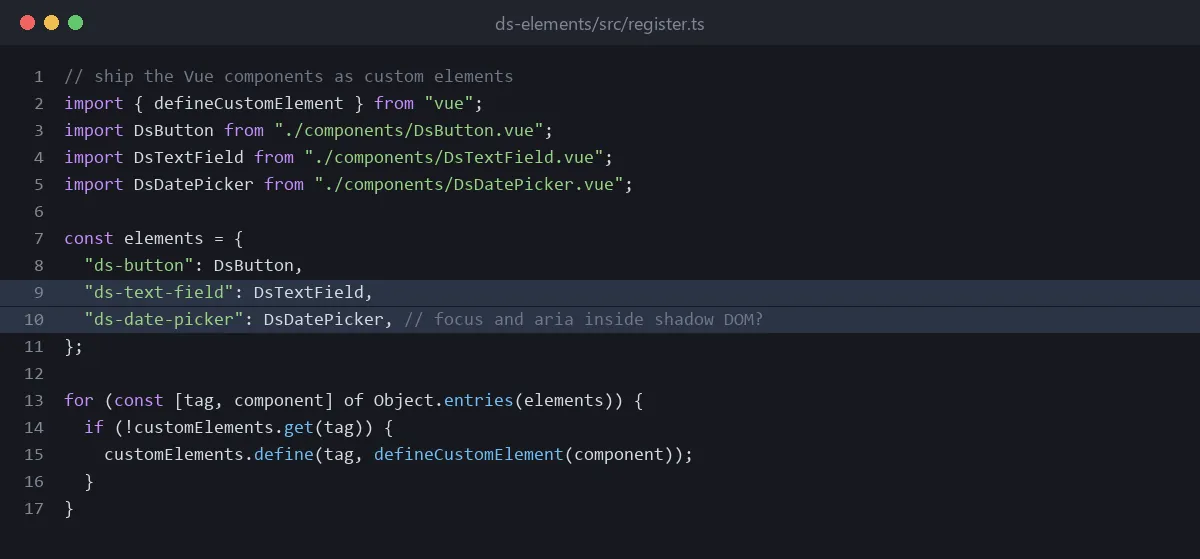 ds-elements/src/register.ts
1 // ship the Vue components as custom elements
2 import { defineCustomElement } from "vue";
3 import DsButton from "./components/DsButton.vue";
4 import DsTextField from "./components/DsTextField.vue";
5 import DsDatePicker from "./components/DsDatePicker.vue";
6
7 const elements = {
8   "ds-button": DsButton,
9   "ds-text-field": DsTextField,
10   "ds-date-picker": DsDatePicker, // focus and aria inside shadow DOM?
11 };
12
13 for (const [tag, component] of Object.entries(elements)) {
14   if (!customElements.get(tag)) {
15     customElements.define(tag, defineCustomElement(component));
16   }
17 }